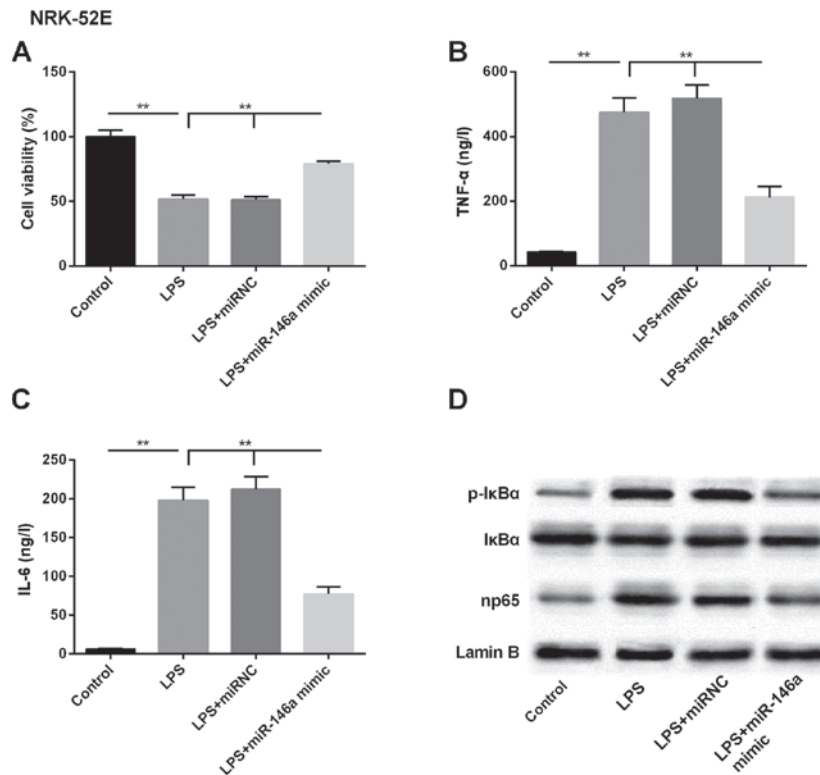 NRK-52E
A
**
**
Cell viability (%)
150
100
50
0
Control
LPS
LPS+miRNC
LPS+miR-146a mimic
B
**
**
TNF-α (ng/l)
600
400
200
0
Control
LPS
LPS+miRNC
LPS+miR-146a mimic
C
**
**
IL-6 (ng/l)
250
200
150
100
50
0
Control
LPS
LPS+miRNC
LPS+miR-146a mimic
D
p-IκBα
IκBα
np65
Lamin B
Control
LPS
LPS+miRNC
LPS+miR-146a
mimic